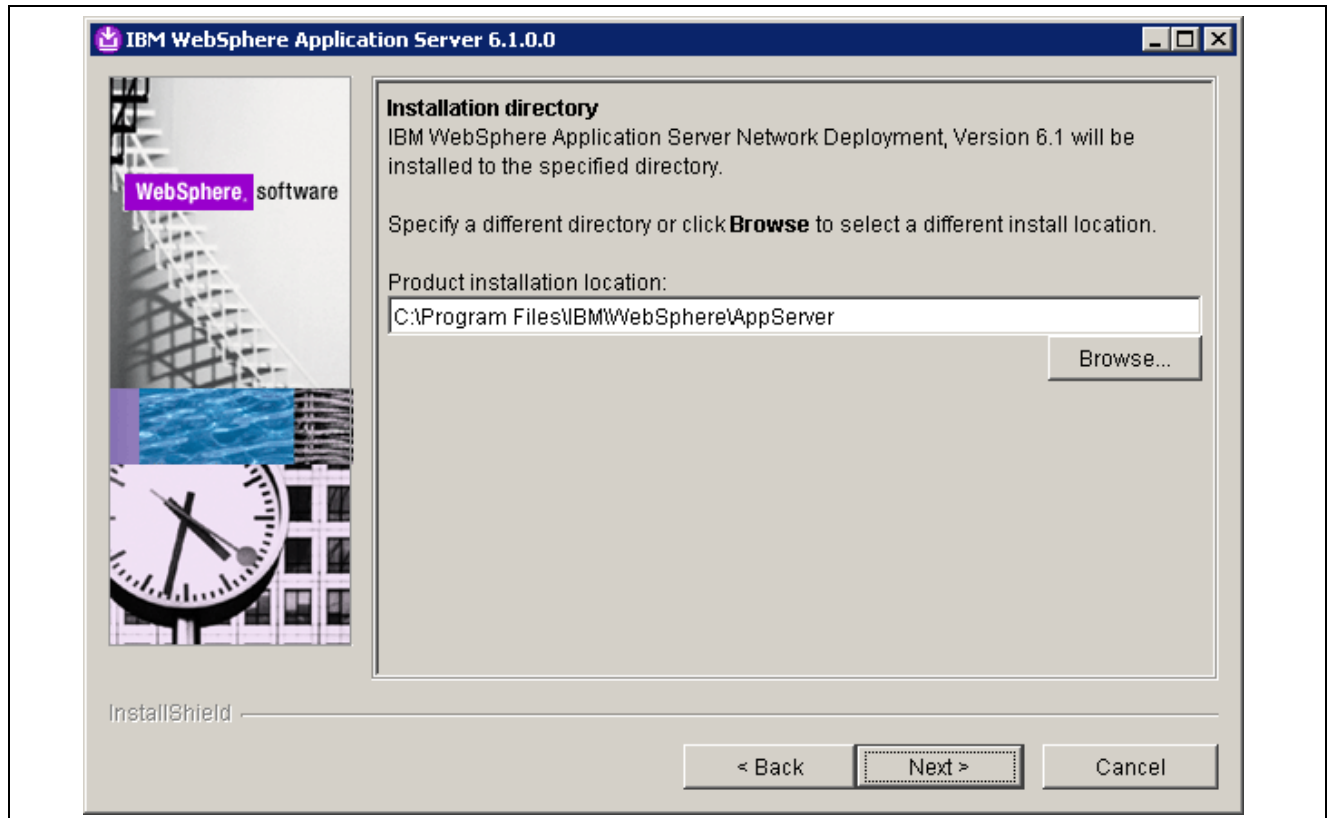 IBM WebSphere Application Server 6.1.0.0
WebSphere. software
Installation directory
IBM WebSphere Application Server Network Deployment, Version 6.1 will be
installed to the specified directory.
Specify a different directory or click Browse to select a different install location.
Product installation location:
C:\Program Files\IBM\WebSphere\AppServer
Browse...
InstallShield
< Back
Next >
Cancel